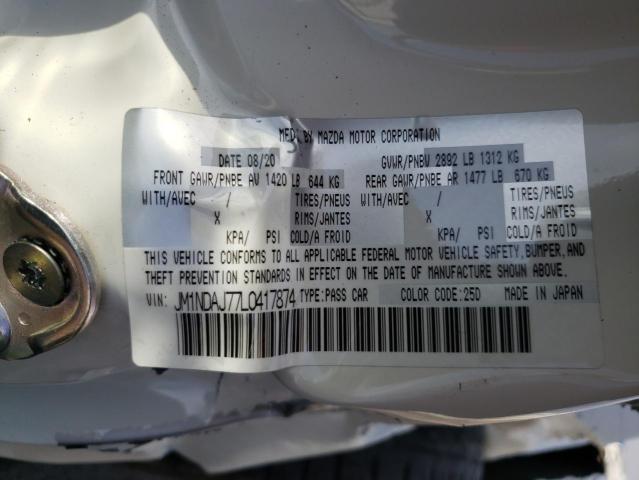 MFD. BY MAZDA MOTOR CORPORATION
DATE 08/20 GVWR/PNBV 2892 LB 1312 KG
FRONT GAWR/PNBE AV 1420 LB 644 KG REAR GAWR/PNBE AR 1477 LB 670 KG
WITH/AVEC / TIRES/PNEUS WITH/AVEC / TIRES/PNEUS
X RIMS/JANTES X RIMS/JANTES
KPA/ PSI COLD/A FROID KPA/ PSI COLD/A FROID
THIS VEHICLE CONFORMS TO ALL APPLICABLE FEDERAL MOTOR VEHICLE SAFETY, BUMPER, AND
THEFT PREVENTION STANDARDS IN EFFECT ON THE DATE OF MANUFACTURE SHOWN ABOVE.
VIN: JM1NDAJ77L0417874 TYPE: PASS CAR COLOR CODE: 25D MADE IN JAPAN